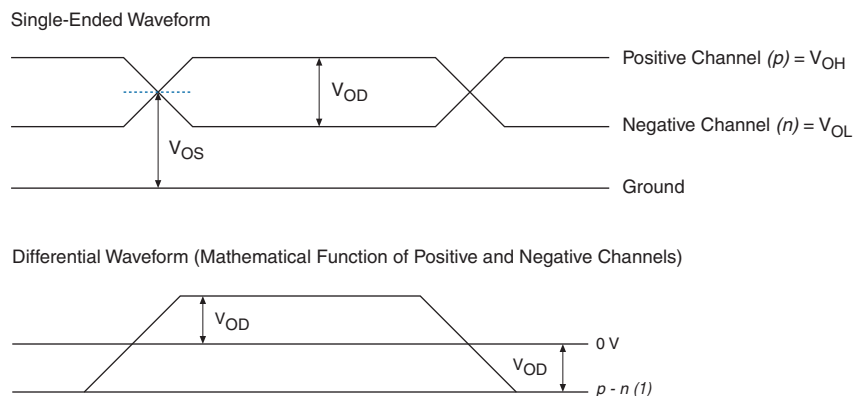 Single-Ended Waveform
Positive Channel (p) = VOH
VOD
Negative Channel (n) = VOL
VOS
Ground
Differential Waveform (Mathematical Function of Positive and Negative Channels)
VOD
0 V
VOD
p - n (1)